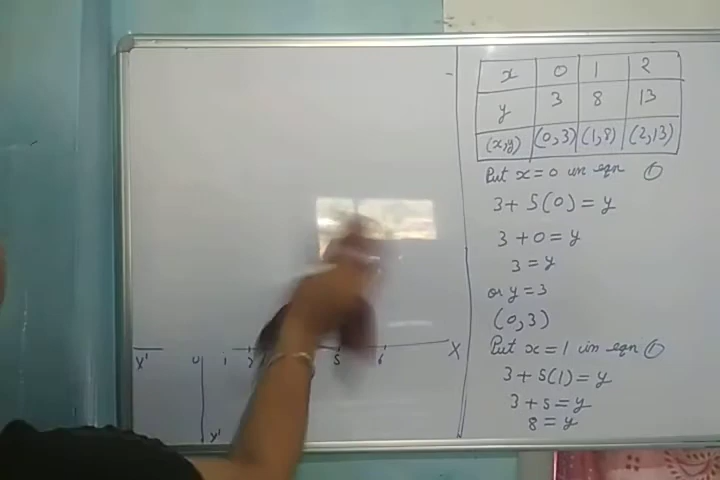 x 0 1 2
y 3 8 13
(x,y) (0,3) (1,8) (2,13)
Put x=0 in eqn ①
3+5(0)=y
3+0=y
3=y
or y=3
(0,3)
Put x=1 in eqn ①
3+5(1)=y
3+5=y
8=y
X' 0 1 2 5 6 X
y'